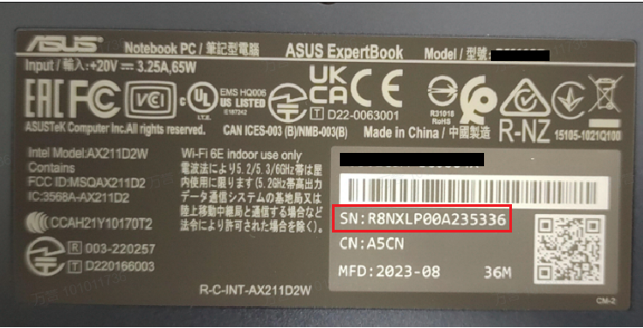 ASUS Notebook PC / 筆記型電腦 ASUS ExpertBook Model / 型號:
Input / 輸入: +20V ⎓ 3.25A, 65W
EAC FC VCI UL US LISTED I.T.E. EMS HQ006 E187242 UK CA CE R31018 RoHS
T D22-0063001
ASUSTeK Computer Inc. All rights reserved. CAN ICES-003 (B)/NMB-003(B) Made in China / 中國製造 R-NZ 15105-1021Q100
Intel Model:AX211D2W
Contains
FCC ID:MSQAX211D2
IC:3568A-AX211D2
CCAH21Y10170T2
R 003-220257
T D220166003
Wi-Fi 6E indoor use only
電波法により5.2/5.3/6GHz帯は屋
内使用に限ります (5.2GHz帯高出力
データ通信システムの基地局又は
陸上移動中継局と通信する場合など
法令により許可された場合を除く)。
R-C-INT-AX211D2W
SN:R8NXLP00A235336
CN:A5CN
MFD:2023-08 36M
CM-2